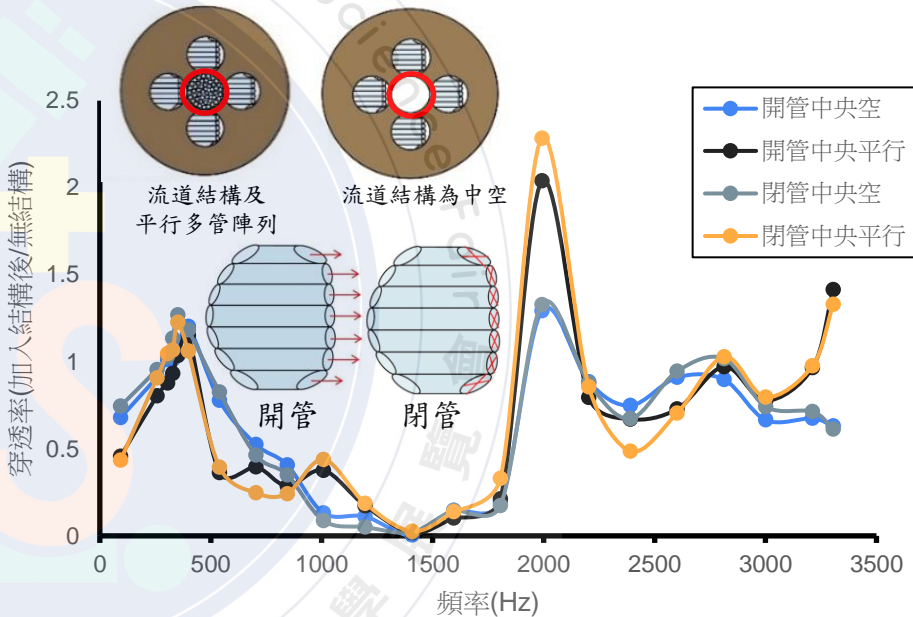 流道結構及
平行多管陣列
流道結構為中空
開管
閉管
開管中央空
開管中央平行
閉管中央空
閉管中央平行
穿透率(加入結構後/無結構)
2.5
2
1.5
1
0.5
0
0
500
1000
1500
2000
2500
3000
3500
頻率(Hz)